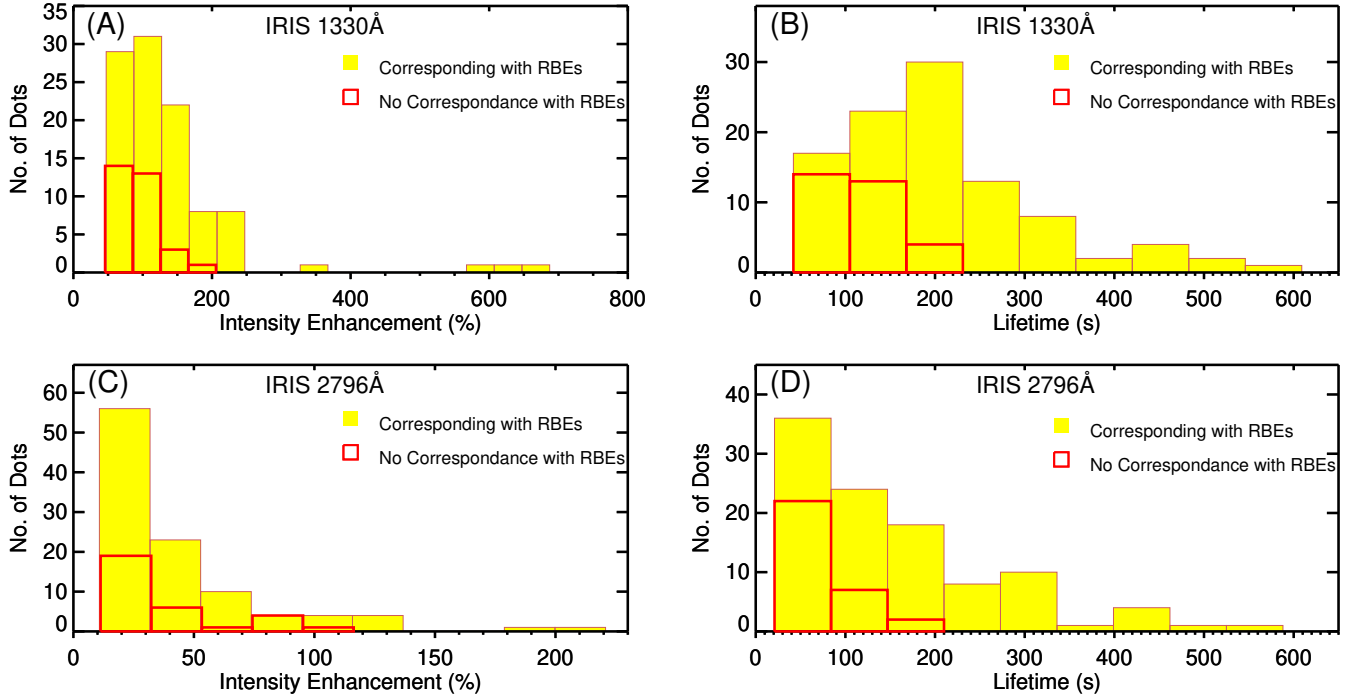 (A)
IRIS 1330Å
Corresponding with RBEs
No Correspondance with RBEs
No. of Dots
35
30
25
20
15
10
5
0
0 200 400 600 800
Intensity Enhancement (%)
(B)
IRIS 1330Å
Corresponding with RBEs
No Correspondance with RBEs
No. of Dots
30
20
10
0
0 100 200 300 400 500 600
Lifetime (s)
(C)
IRIS 2796Å
Corresponding with RBEs
No Correspondance with RBEs
No. of Dots
60
50
40
30
20
10
0
0 50 100 150 200
Intensity Enhancement (%)
(D)
IRIS 2796Å
Corresponding with RBEs
No Correspondance with RBEs
No. of Dots
40
30
20
10
0
0 100 200 300 400 500 600
Lifetime (s)